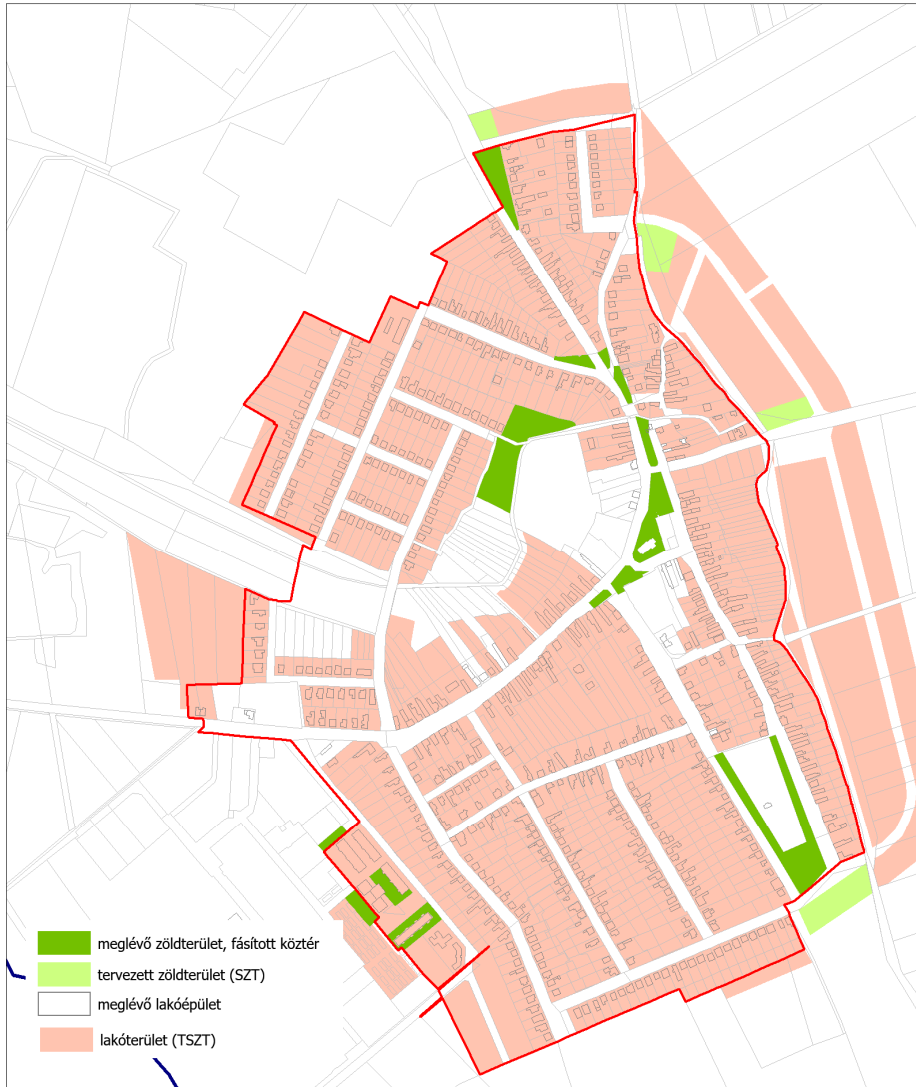 meglévő zöldterület, fásított köztér
tervezett zöldterület (SZT)
meglévő lakóépület
lakóterület (TSZT)